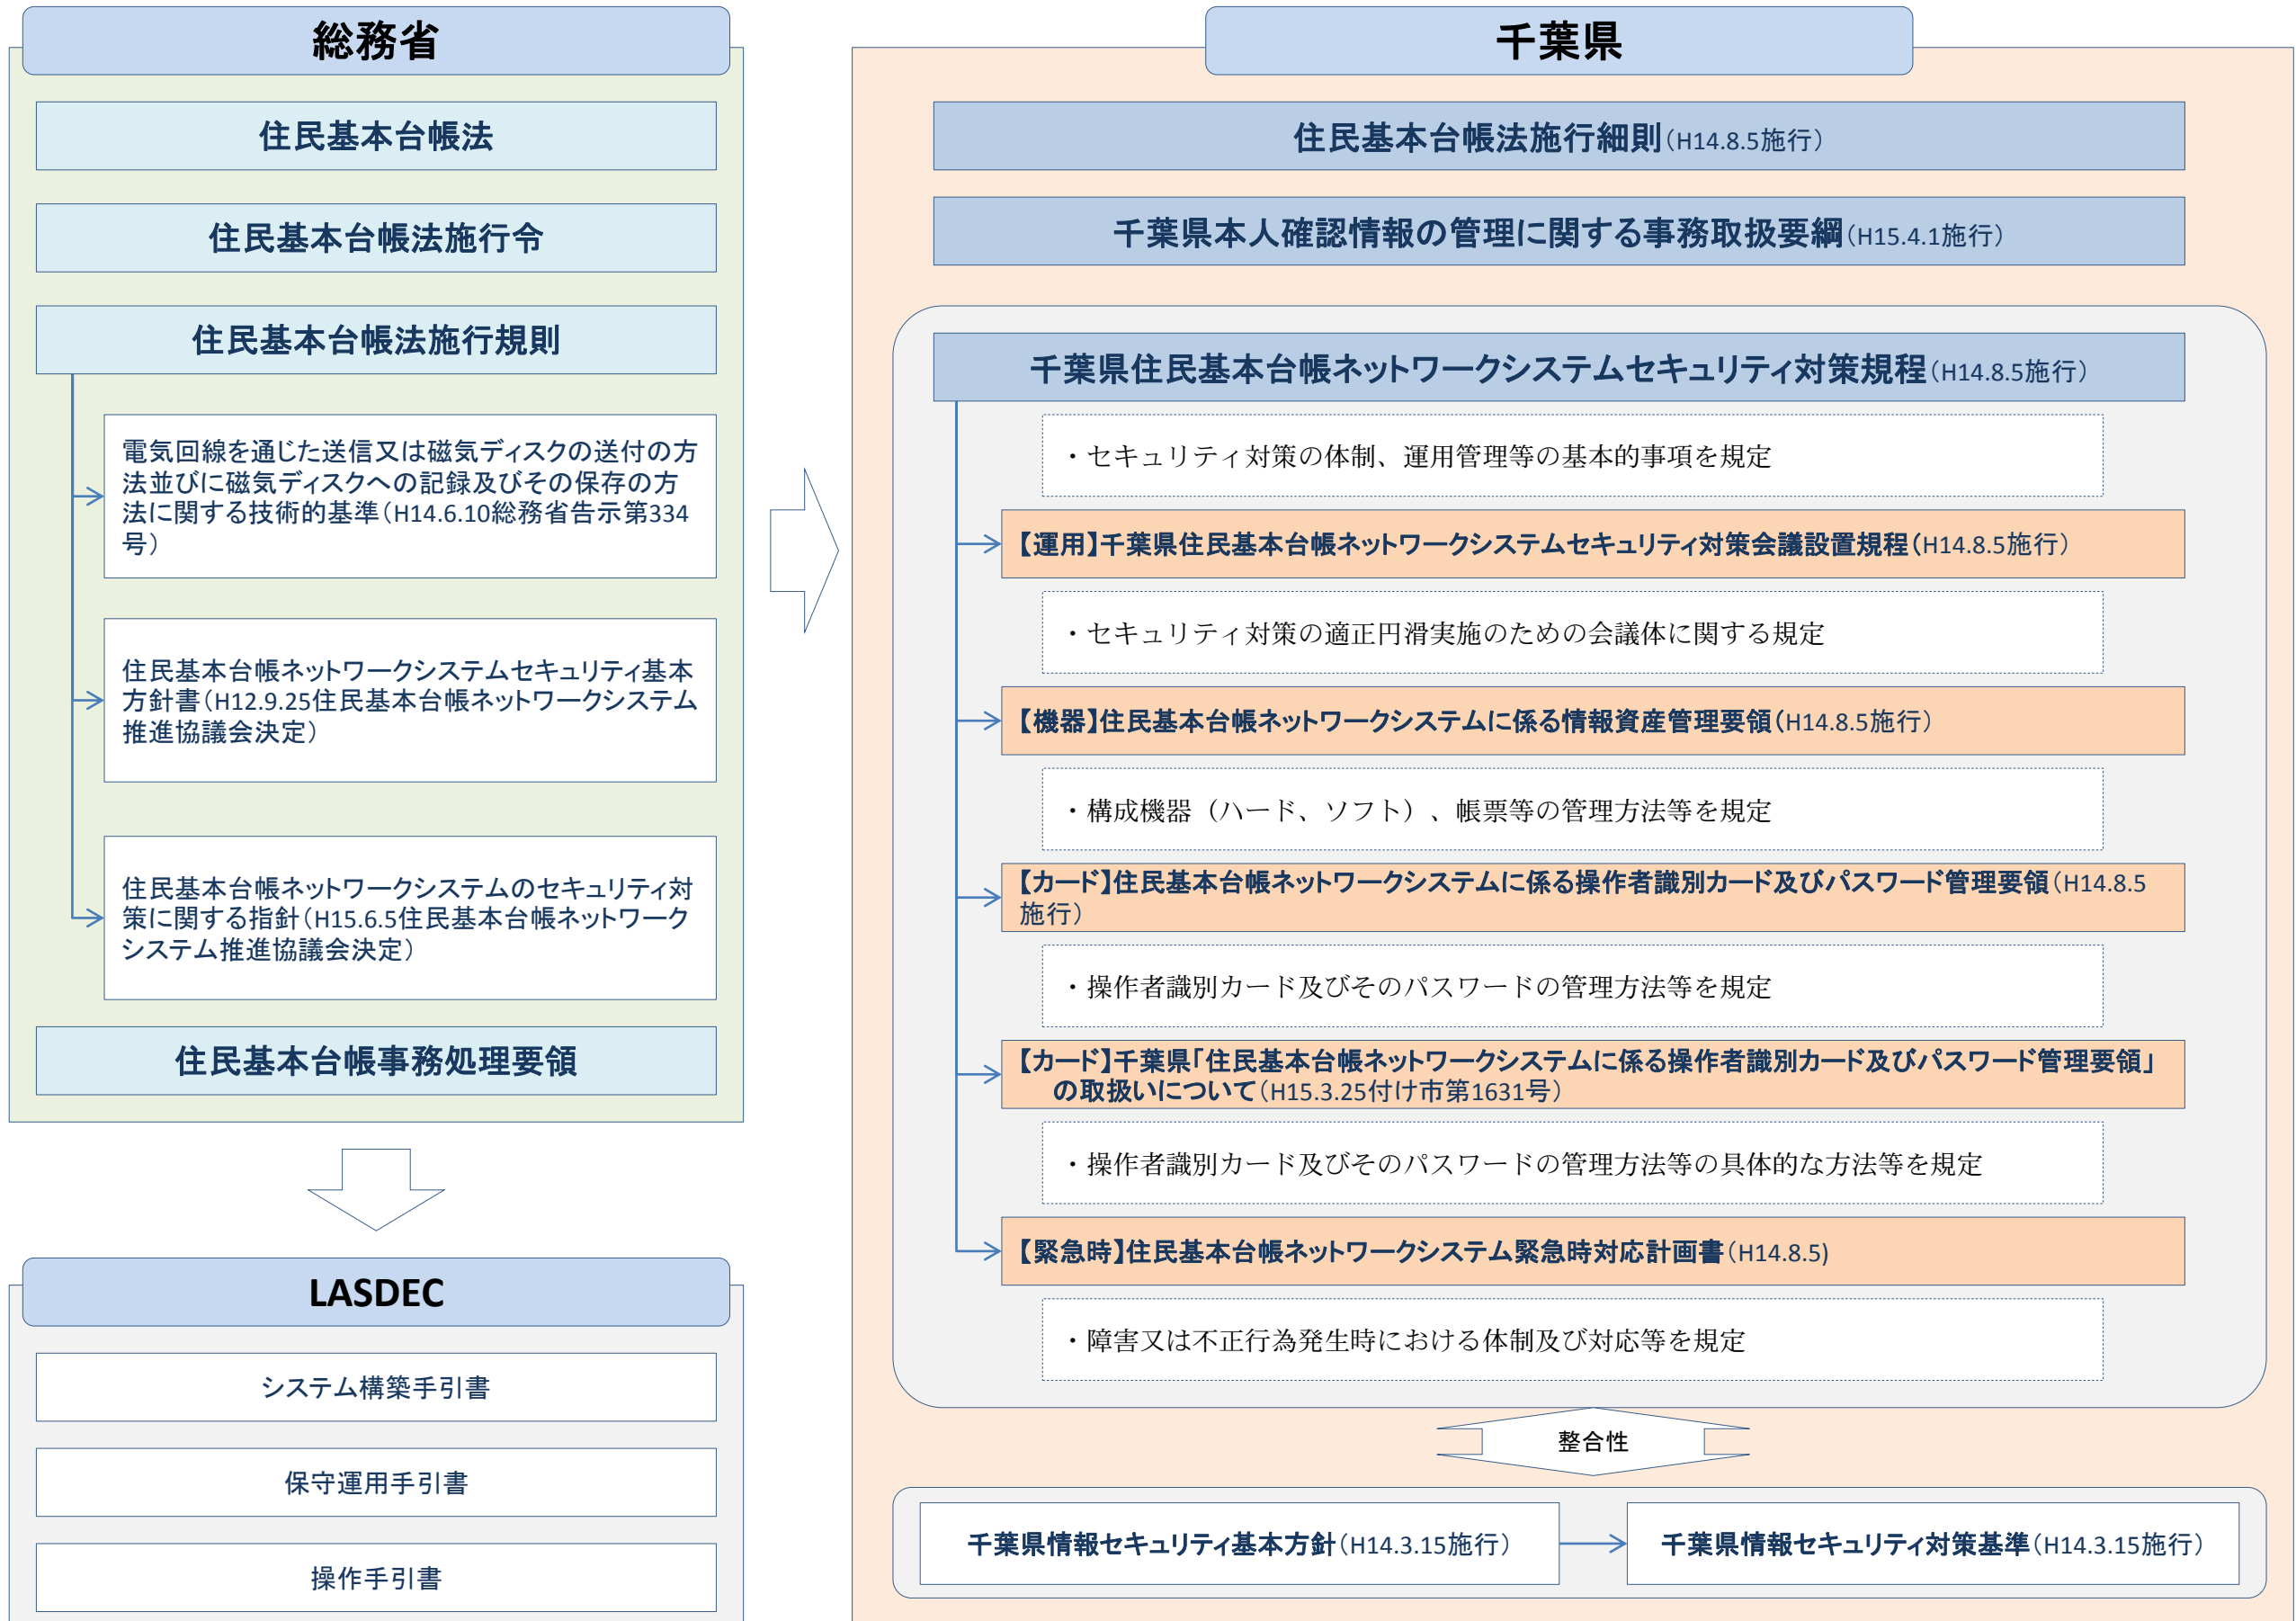 総務省
住民基本台帳法
住民基本台帳法施行令
住民基本台帳法施行規則
電気回線を通じた送信又は磁気ディスクの送付の方
法並びに磁気ディスクへの記録及びその保存の方
法に関する技術的基準（H14.6.10総務省告示第334
号）
住民基本台帳ネットワークシステムセキュリティ基本
方針書（H12.9.25住民基本台帳ネットワークシステム
推進協議会決定）
住民基本台帳ネットワークシステムのセキュリティ対
策に関する指針（H15.6.5住民基本台帳ネットワーク
システム推進協議会決定）
住民基本台帳事務処理要領
LASDEC
システム構築手引書
保守運用手引書
操作手引書
千葉県
住民基本台帳法施行細則（H14.8.5施行）
千葉県本人確認情報の管理に関する事務取扱要綱（H15.4.1施行）
千葉県住民基本台帳ネットワークシステムセキュリティ対策規程（H14.8.5施行）
・セキュリティ対策の体制、運用管理等の基本的事項を規定
【運用】千葉県住民基本台帳ネットワークシステムセキュリティ対策会議設置規程（H14.8.5施行）
・セキュリティ対策の適正円滑実施のための会議体に関する規定
【機器】住民基本台帳ネットワークシステムに係る情報資産管理要領（H14.8.5施行）
・構成機器（ハード、ソフト）、帳票等の管理方法等を規定
【カード】住民基本台帳ネットワークシステムに係る操作者識別カード及びパスワード管理要領（H14.8.5
施行）
・操作者識別カード及びそのパスワードの管理方法等を規定
【カード】千葉県「住民基本台帳ネットワークシステムに係る操作者識別カード及びパスワード管理要領」
の取扱いについて（H15.3.25付け市第1631号）
・操作者識別カード及びそのパスワードの管理方法等の具体的な方法等を規定
【緊急時】住民基本台帳ネットワークシステム緊急時対応計画書（H14.8.5)
・障害又は不正行為発生時における体制及び対応等を規定
整合性
千葉県情報セキュリティ基本方針（H14.3.15施行）
千葉県情報セキュリティ対策基準（H14.3.15施行）